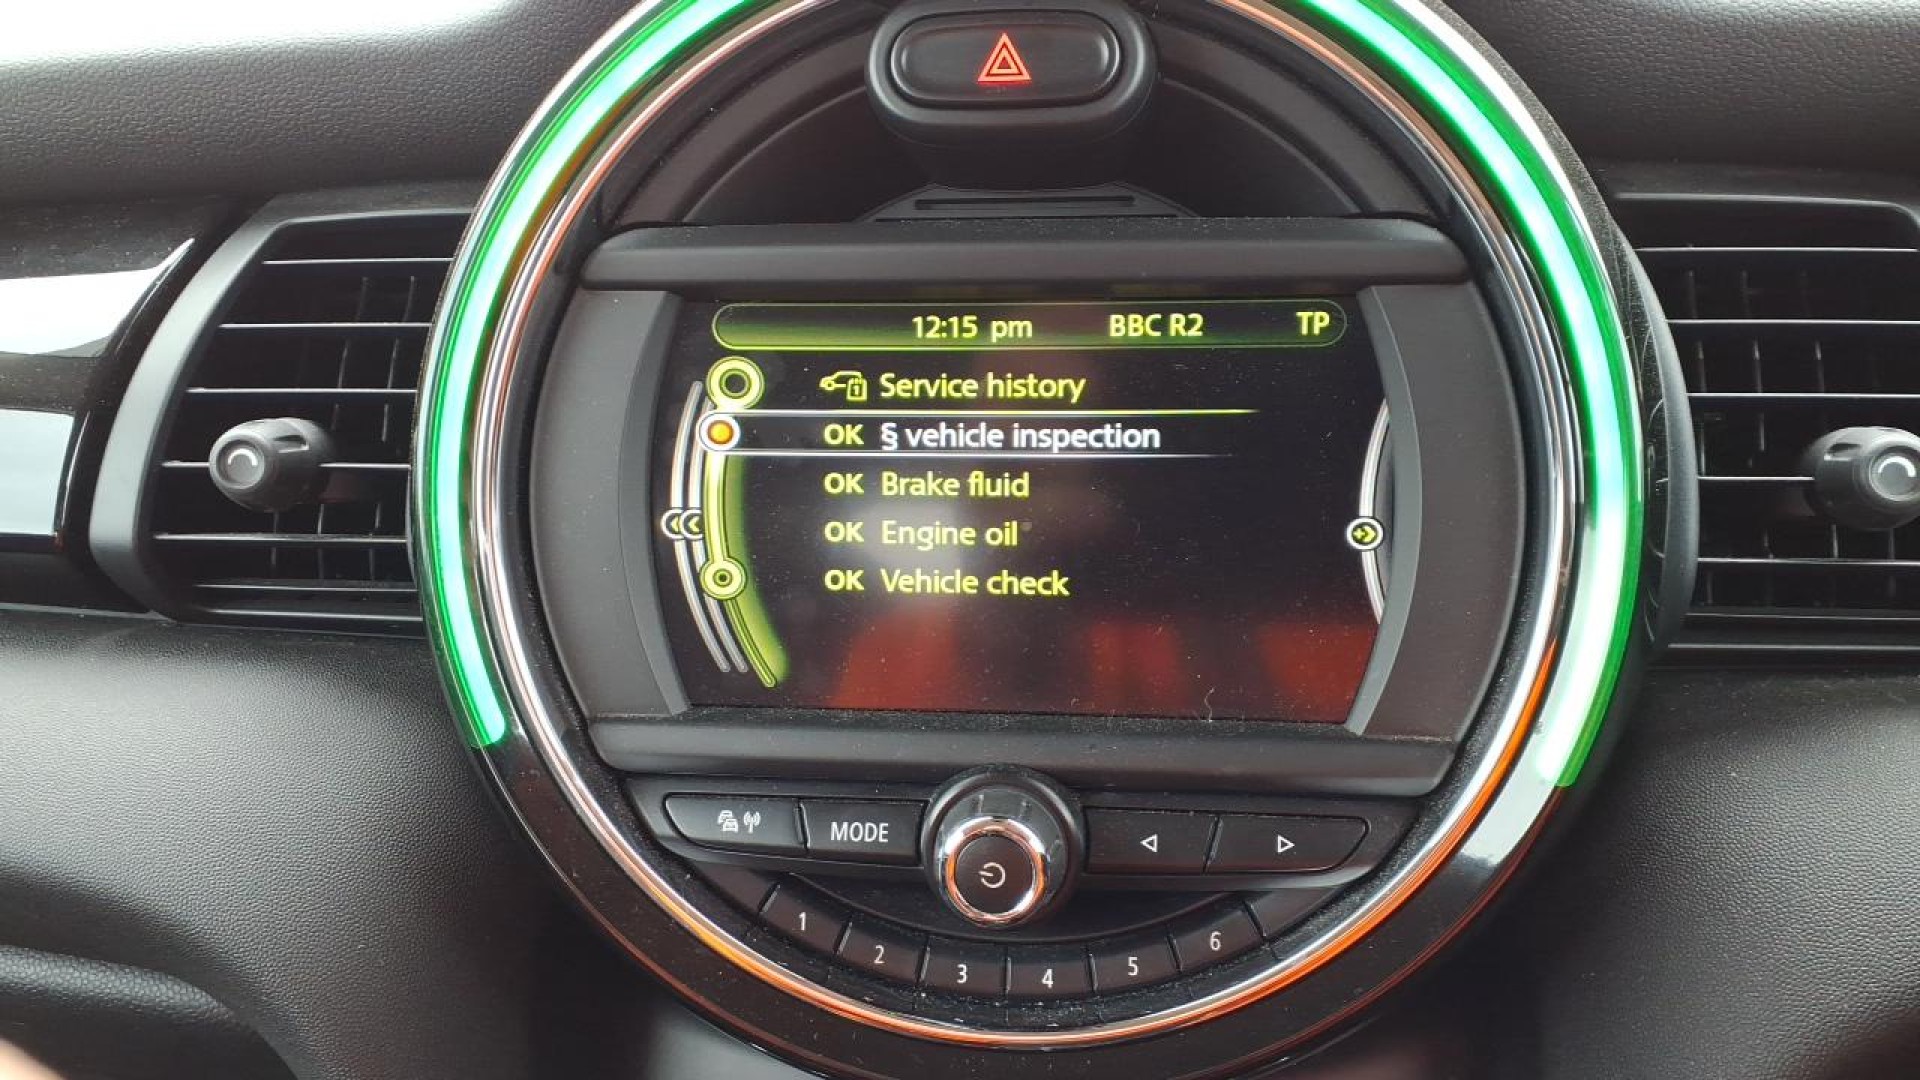 12:15 pm BBC R2 TP
Service history
OK § vehicle inspection
OK Brake fluid
OK Engine oil
OK Vehicle check
MODE
1 2 3 4 5 6